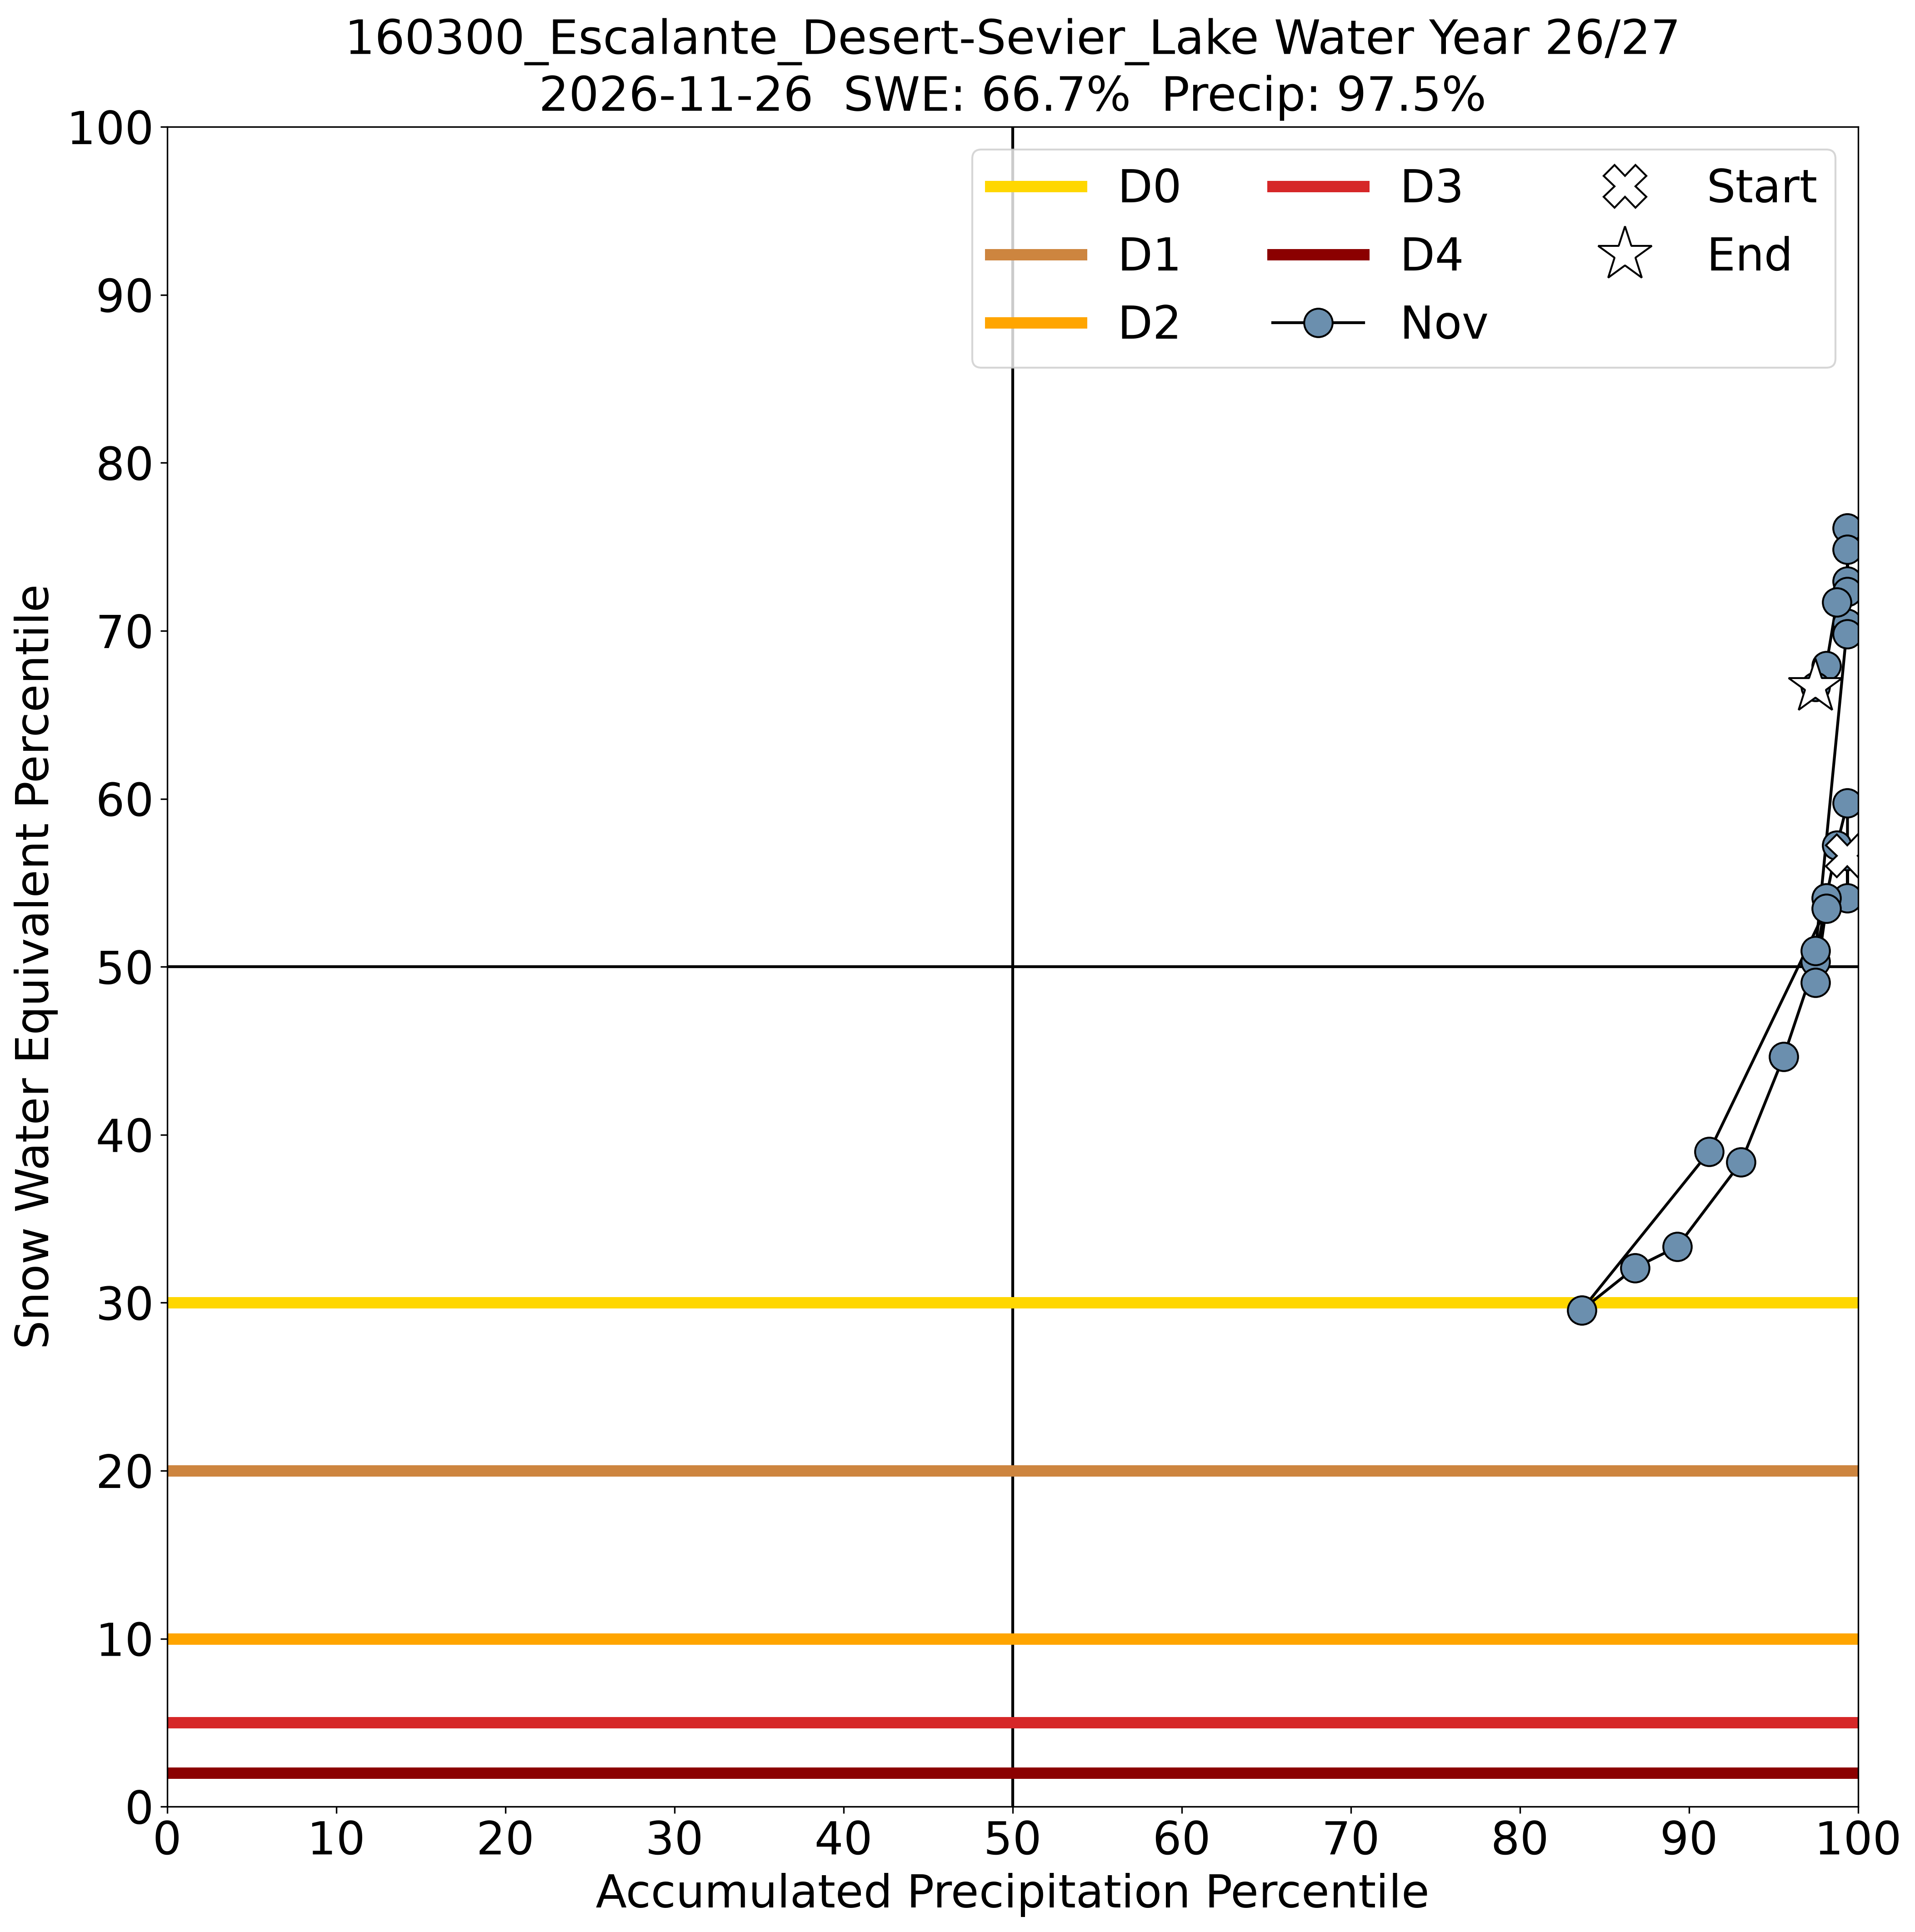 160300_Escalante_Desert-Sevier_Lake Water Year 26/27
2026-11-26 SWE: 66.7% Precip: 97.5%
D0
D1
D2
D3
D4
Nov
Start
End
Snow Water Equivalent Percentile
100
90
80
70
60
50
40
30
20
10
0
0 10 20 30 40 50 60 70 80 90 100
Accumulated Precipitation Percentile